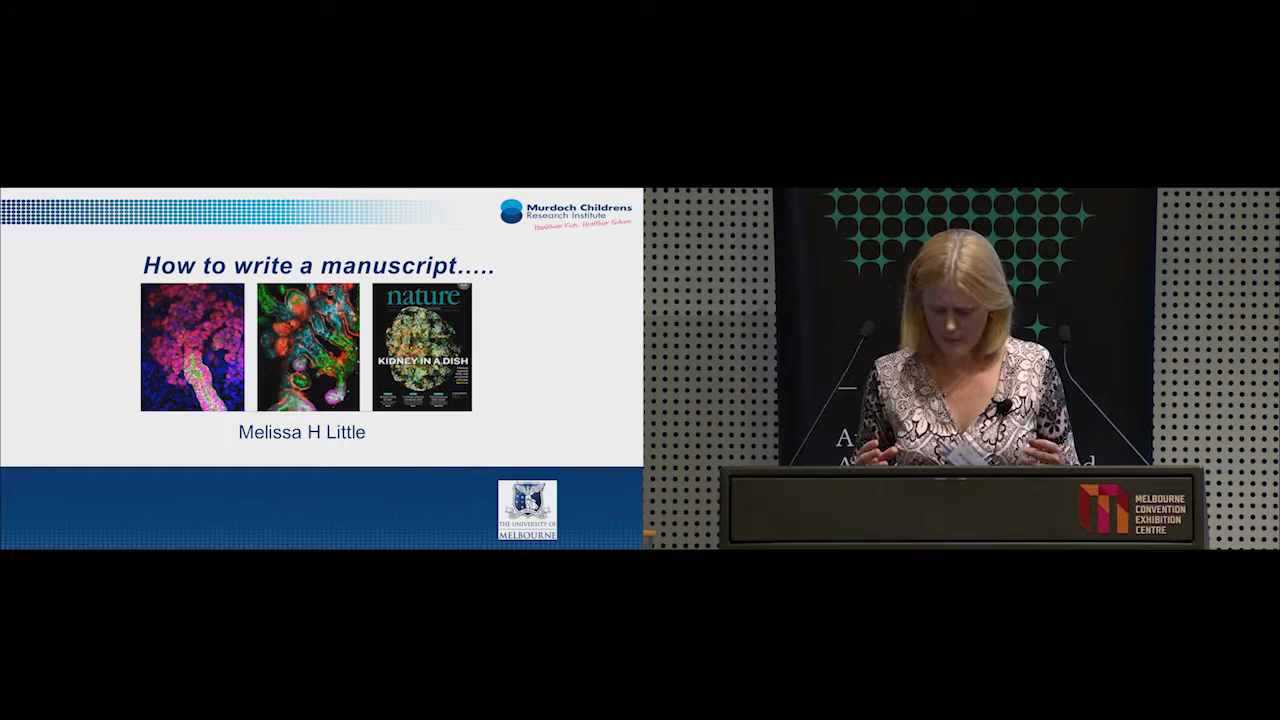 Murdoch Childrens
Research Institute
Healthier Kids. Healthier Future.
How to write a manuscript.....
nature
KIDNEY IN A DISH
Melissa H Little
THE UNIVERSITY OF
MELBOURNE
MELBOURNE
CONVENTION
EXHIBITION
CENTRE